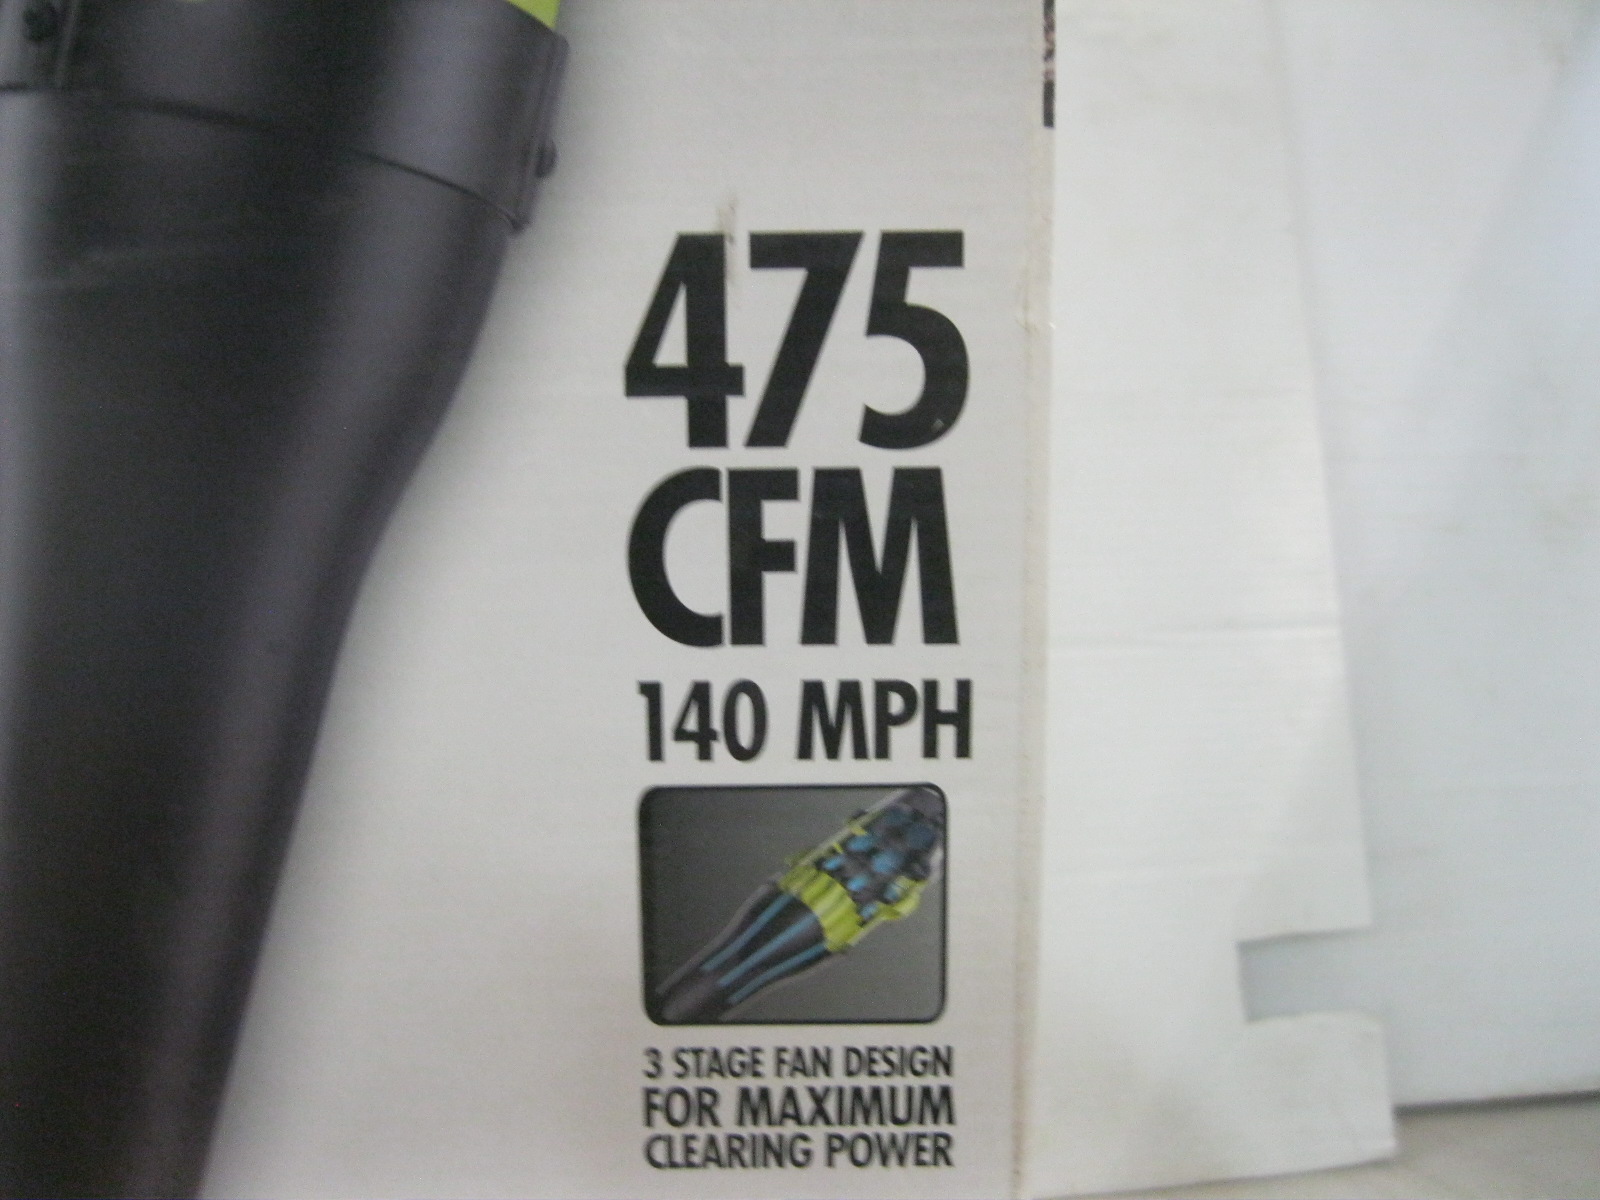 475
CFM
140 MPH
3 STAGE FAN DESIGN
FOR MAXIMUM
CLEARING POWER